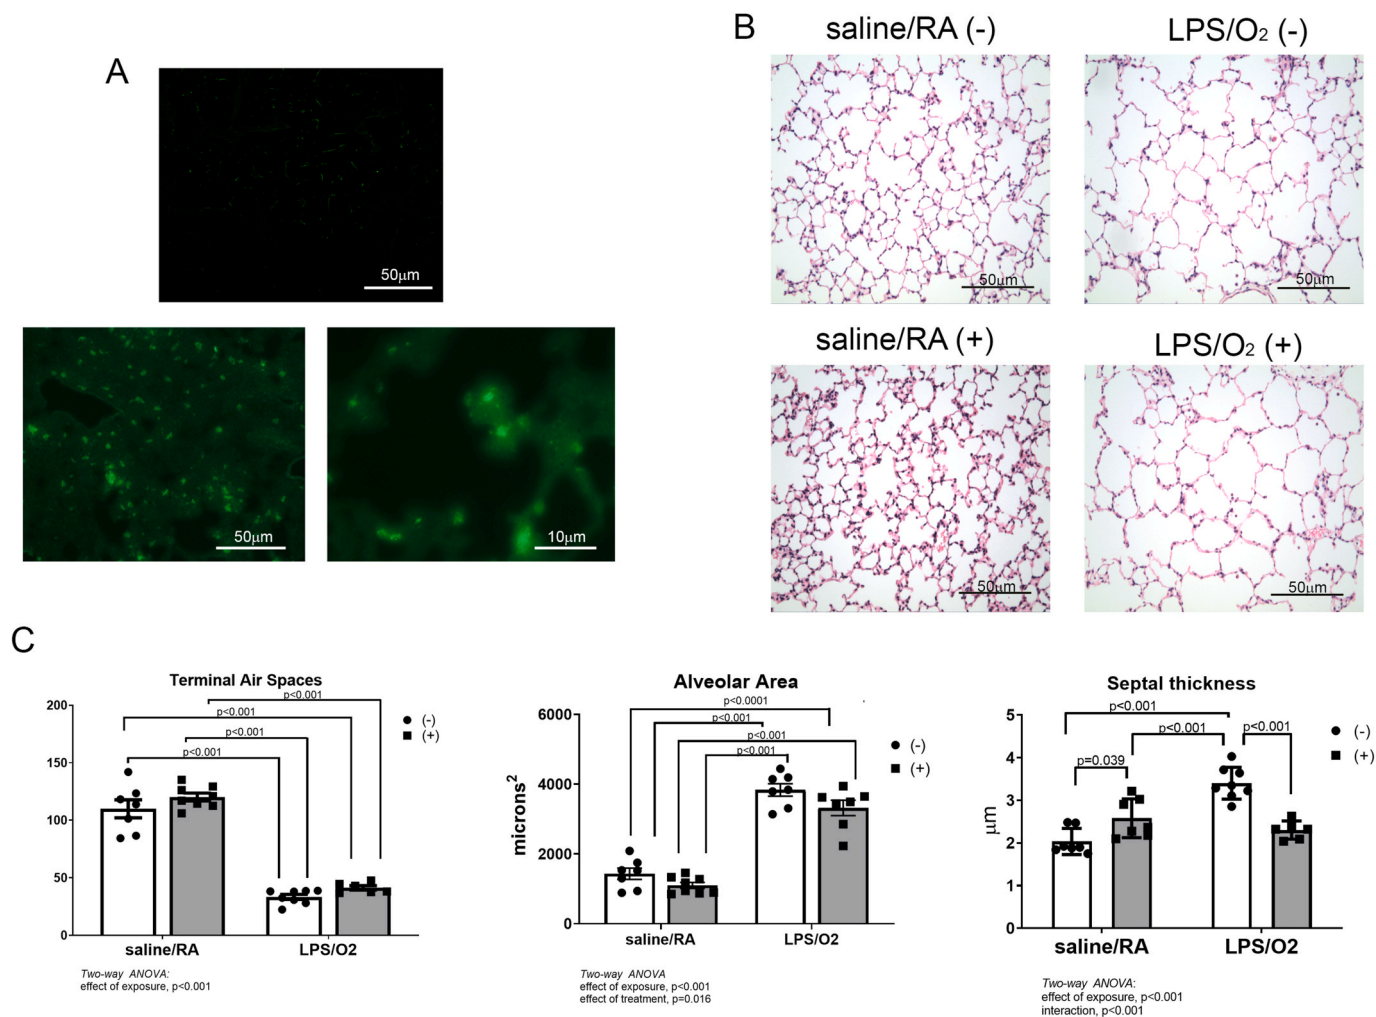 A
50μm
50μm
10μm
B
saline/RA (-)
LPS/O2 (-)
50μm
50μm
saline/RA (+)
LPS/O2 (+)
50μm
50μm
C
Terminal Air Spaces
p<0.001
p<0.001
p<0.001
p<0.001
200
150
100
50
0
(-)
(+)
saline/RA
LPS/O2
Two-way ANOVA:
effect of exposure, p<0.001
Alveolar Area
p<0.0001
p<0.001
p<0.001
p<0.001
microns2
6000
4000
2000
0
(-)
(+)
saline/RA
LPS/O2
Two-way ANOVA
effect of exposure, p<0.001
effect of treatment, p=0.016
Septal thickness
p<0.001
p<0.001
p<0.001
p=0.039
μm
5
4
3
2
1
0
(-)
(+)
saline/RA
LPS/O2
Two-way ANOVA:
effect of exposure, p<0.001
interaction, p<0.001